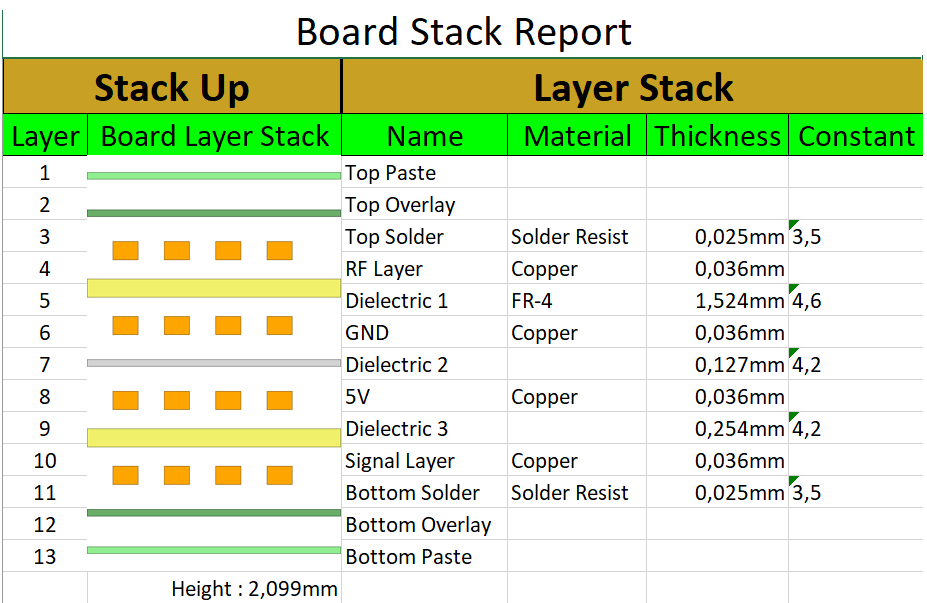 Board Stack Report
Stack Up Layer Stack
Layer Board Layer Stack Name Material Thickness Constant
1 Top Paste
2 Top Overlay
3 Top Solder Solder Resist 0,025mm 3,5
4 RF Layer Copper 0,036mm
5 Dielectric 1 FR-4 1,524mm 4,6
6 GND Copper 0,036mm
7 Dielectric 2 0,127mm 4,2
8 5V Copper 0,036mm
9 Dielectric 3 0,254mm 4,2
10 Signal Layer Copper 0,036mm
11 Bottom Solder Solder Resist 0,025mm 3,5
12 Bottom Overlay
13 Bottom Paste
Height : 2,099mm